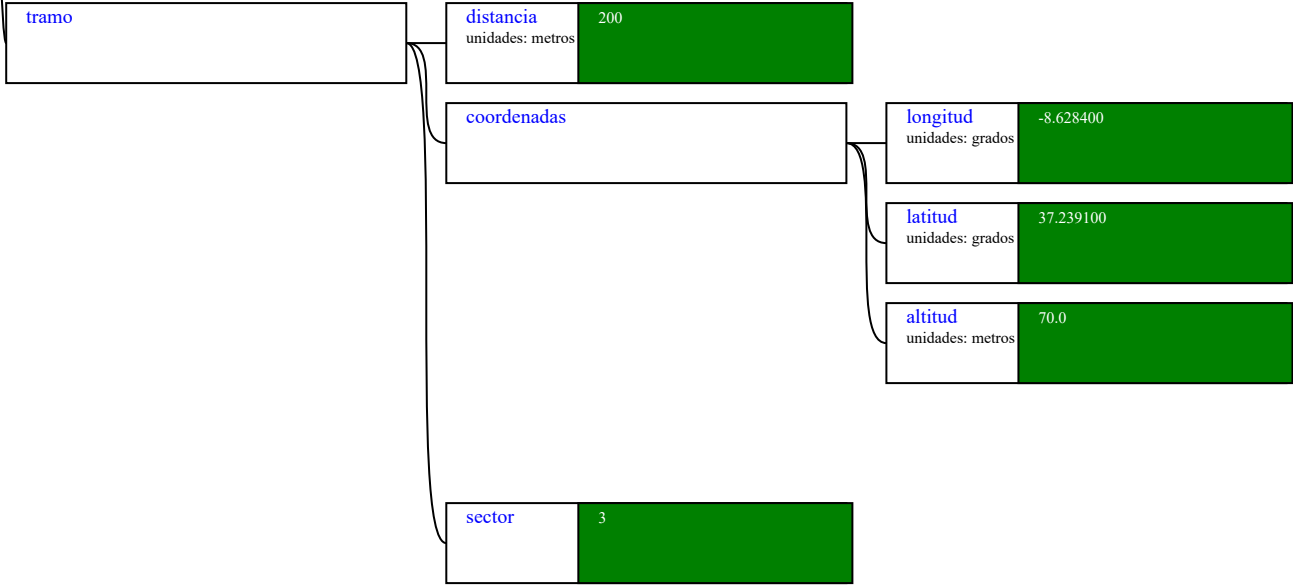 tramo
distancia
unidades: metros
200
coordenadas
longitud
unidades: grados
-8.628400
latitud
unidades: grados
37.239100
altitud
unidades: metros
70.0
sector
3